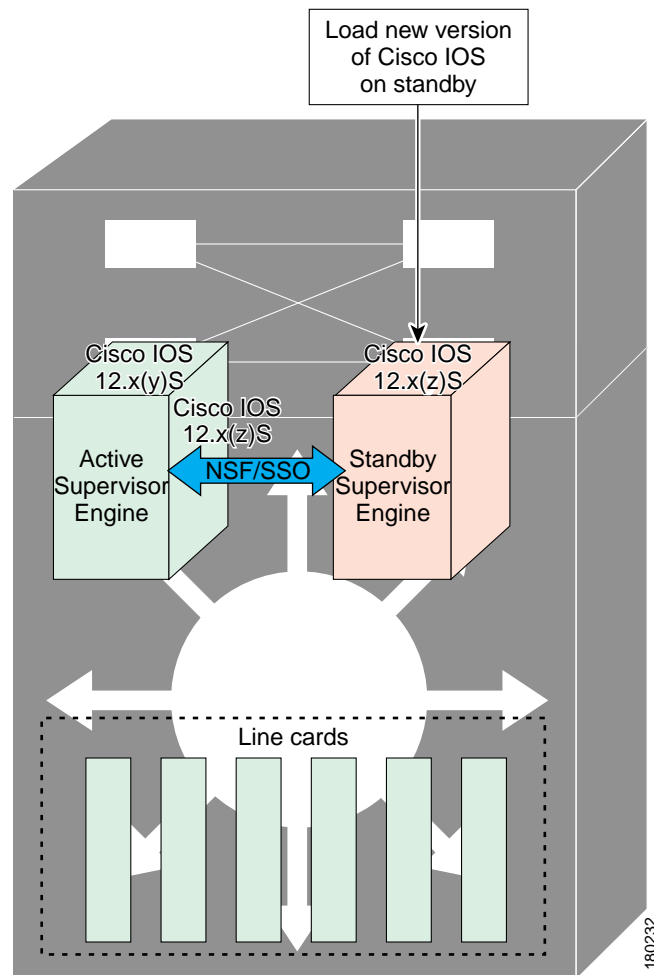 Load new version
of Cisco IOS
on standby
Cisco IOS
12.x(y)S
Cisco IOS
12.x(z)S
Cisco IOS
12.x(z)S
NSF/SSO
Active
Supervisor
Engine
Standby
Supervisor
Engine
Line cards
180232